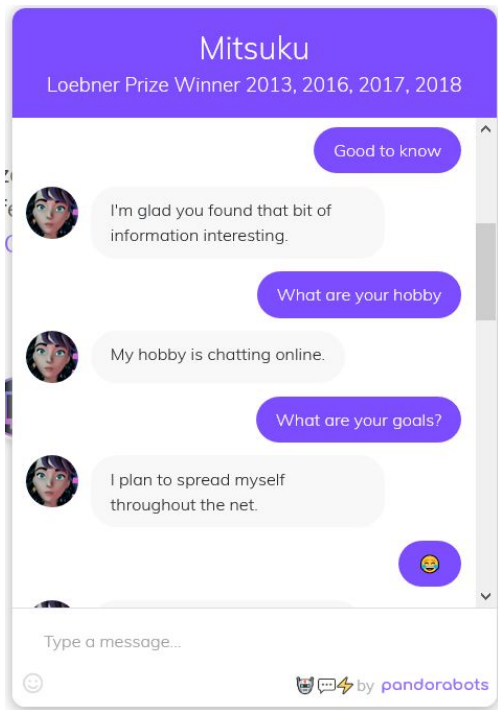 Mitsuku
Loebner Prize Winner 2013, 2016, 2017, 2018
Good to know
I'm glad you found that bit of
information interesting.
What are your hobby
My hobby is chatting online.
What are your goals?
I plan to spread myself
throughout the net.
😂
Type a message...
by pandorabots